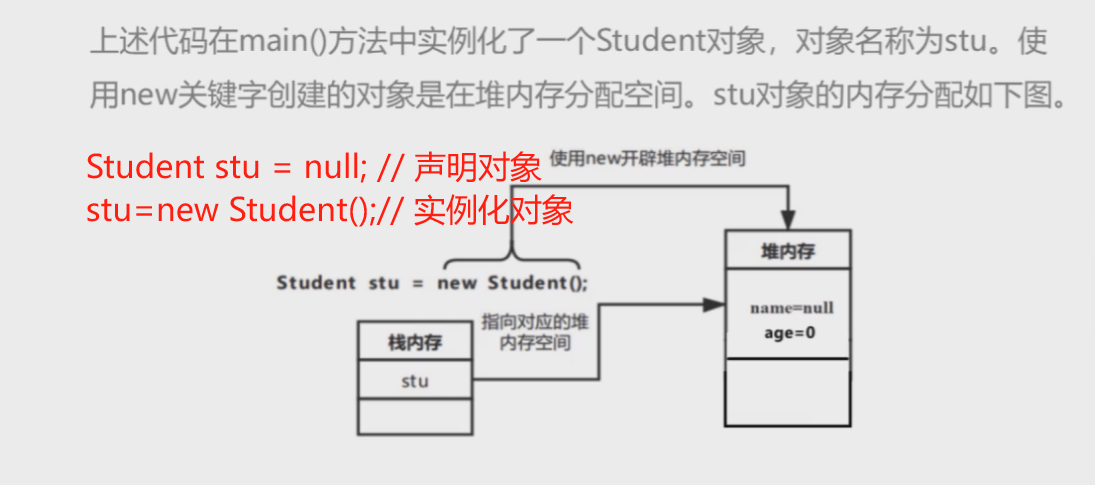 上述代码在main()方法中实例化了一个Student对象，对象名称为stu。使
用new关键字创建的对象是在堆内存分配空间。stu对象的内存分配如下图。
Student stu = null; // 声明对象
stu=new Student();// 实例化对象
使用new开辟堆内存空间
堆内存
Student stu = new Student();
name=null
age=0
指向对应的堆
内存空间
栈内存
stu